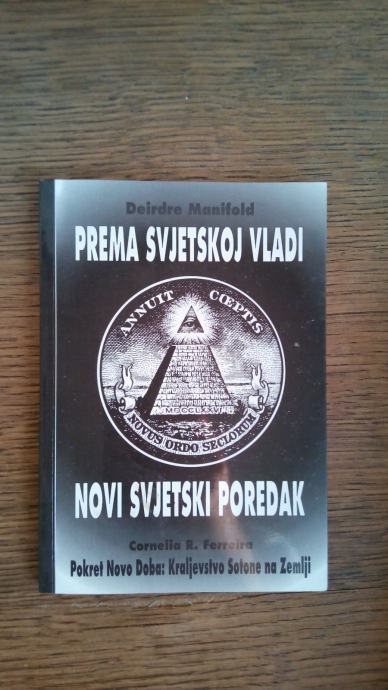 Deirdre Manifold
PREMA SVJETSKOJ VLADI
ANNUIT CŒPTIS
MDCCLXXVI
NOVUS ORDO SECLORUM
NOVI SVJETSKI POREDAK
Cornelia R. Ferreira
Pokret Novo Doba: Kraljevstvo Sotone na Zemlji